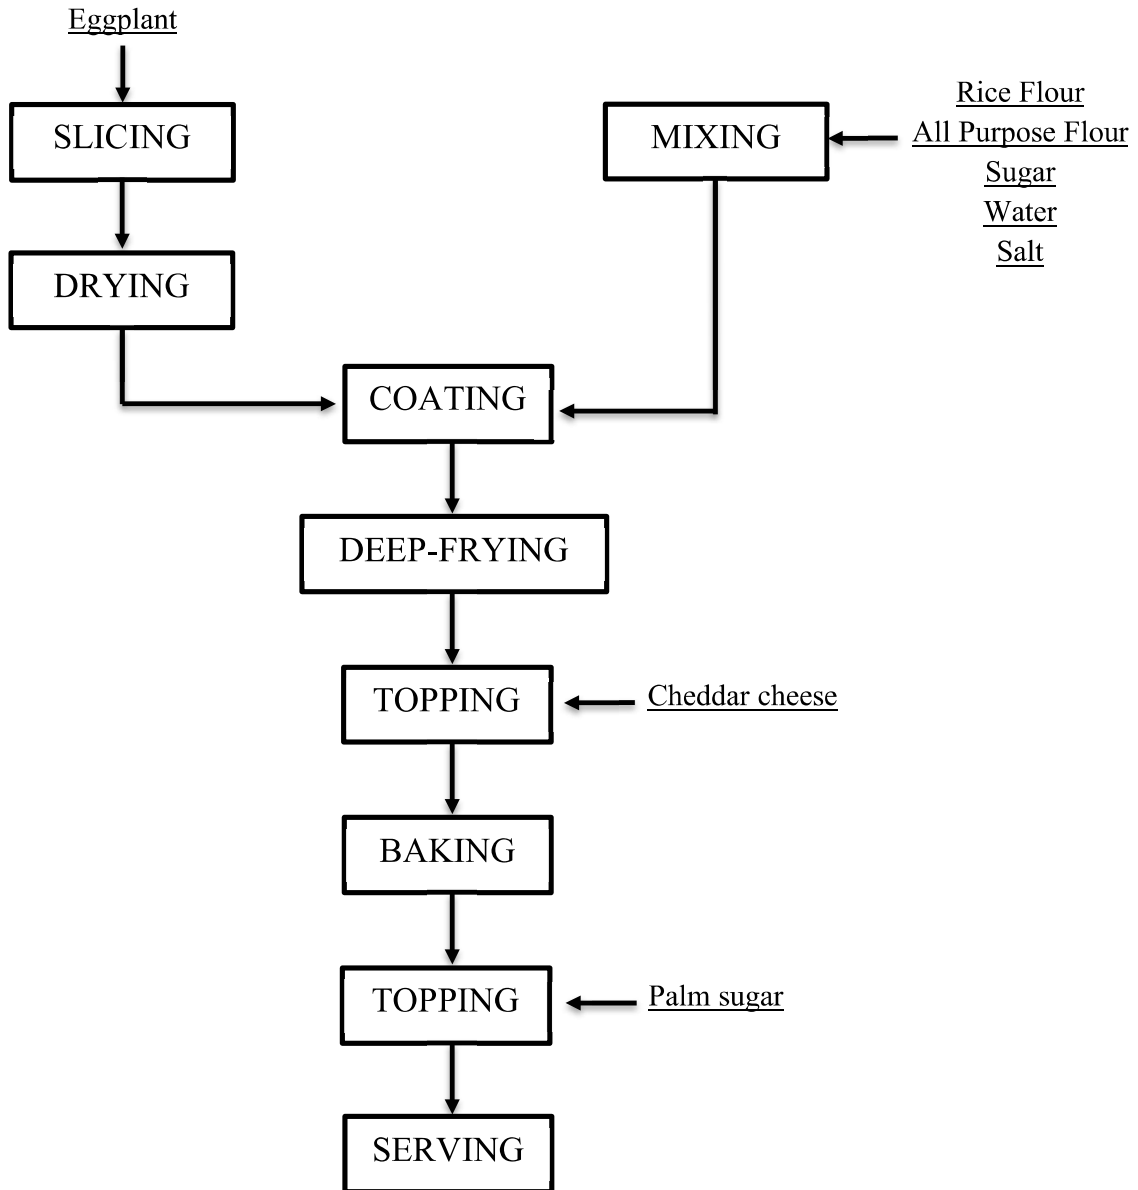 Eggplant
SLICING
MIXING
Rice Flour
All Purpose Flour
Sugar
Water
Salt
DRYING
COATING
DEEP-FRYING
TOPPING
Cheddar cheese
BAKING
TOPPING
Palm sugar
SERVING